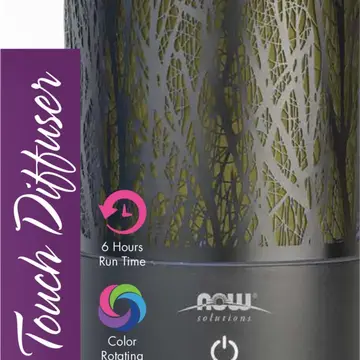 Touch Diffuser
6 Hours
Run Time
Color
Rotating
NOW®
solutions